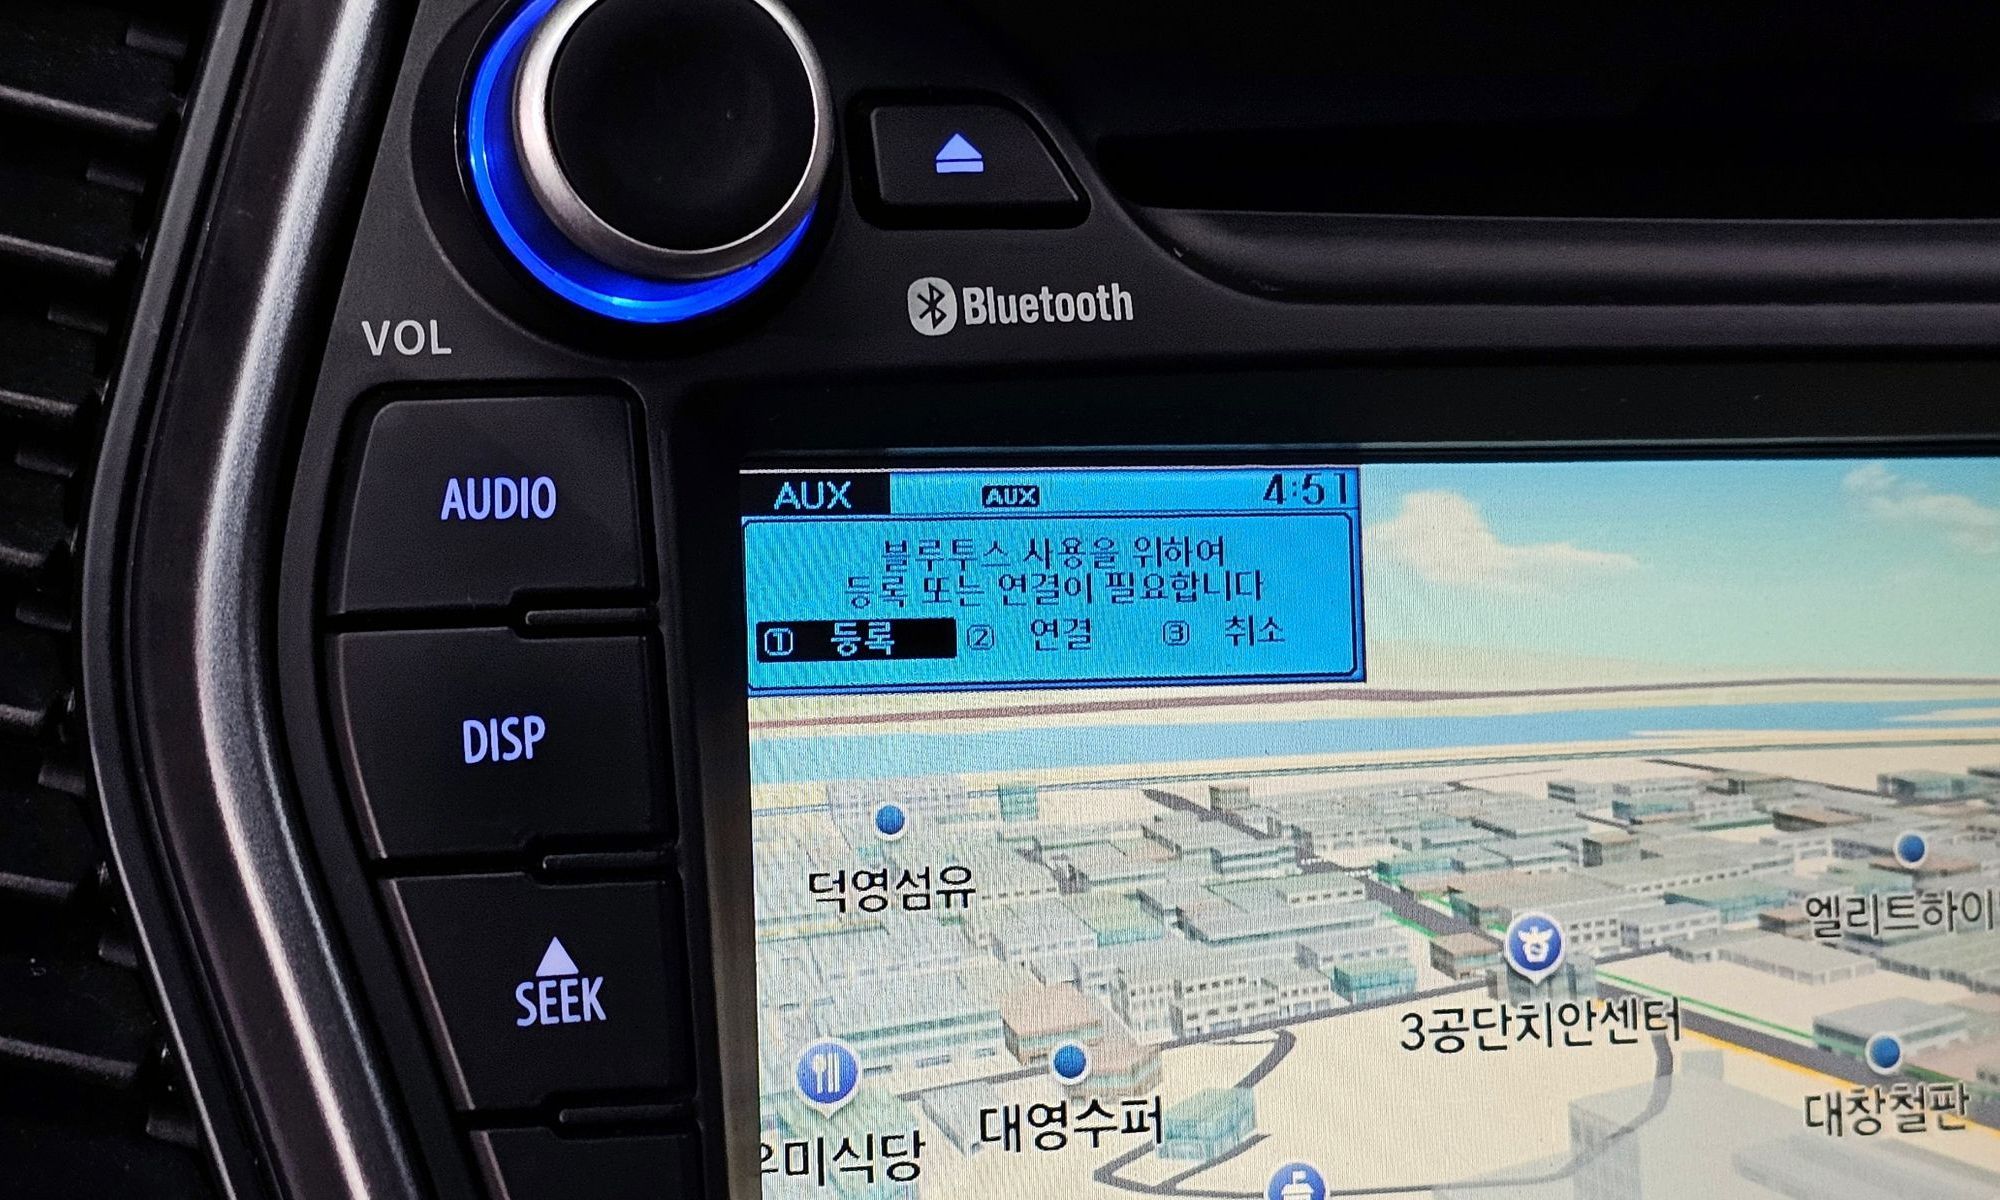 VOL
Bluetooth
AUDIO
DISP
SEEK
AUX AUX 4:51
블루투스 사용을 위하여
등록 또는 연결이 필요합니다
① 등록 ② 연결 ③ 취소
덕영섬유
엘리트하이
3공단치안센터
대영수퍼
대창철판
미식당